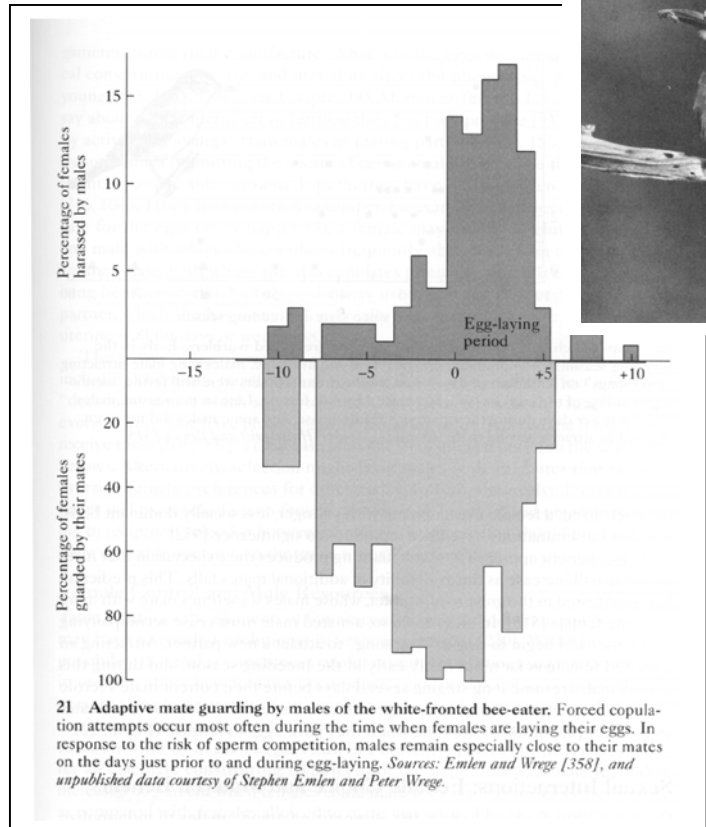 15
10
5
Percentage of females
harassed by males
Egg-laying
period
−15
−10
−5
0
+5
+10
20
40
60
80
100
Percentage of females
guarded by their mates
21 Adaptive mate guarding by males of the white-fronted bee-eater. Forced copula-
tion attempts occur most often during the time when females are laying their eggs. In
response to the risk of sperm competition, males remain especially close to their mates
on the days just prior to and during egg-laying. Sources: Emlen and Wrege [358], and
unpublished data courtesy of Stephen Emlen and Peter Wrege.